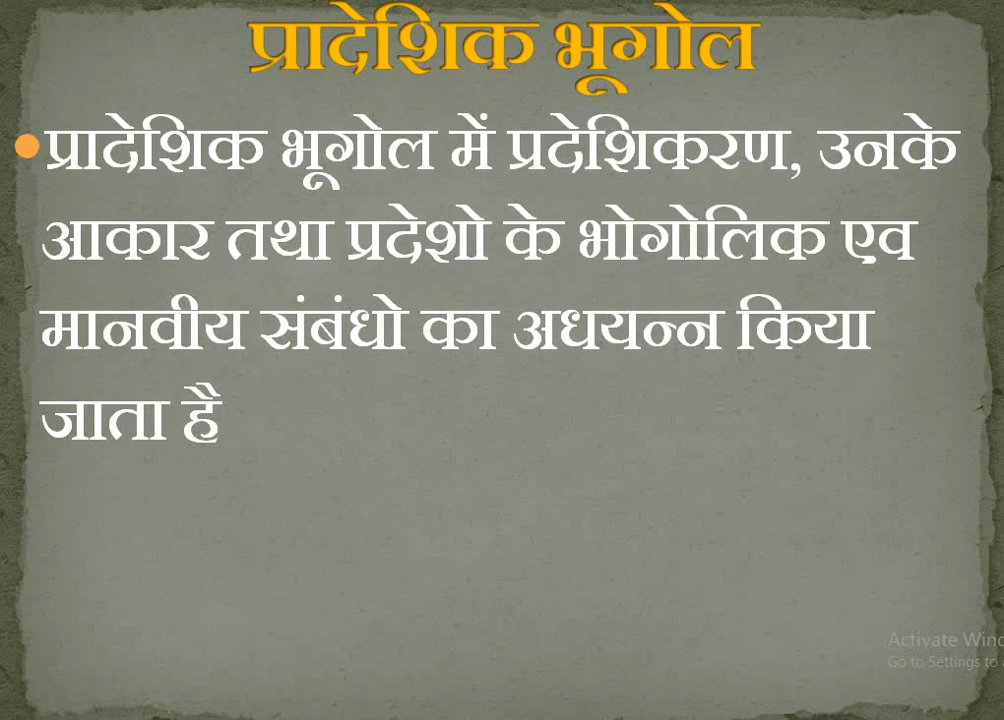 प्रादेशिक भूगोल
•प्रादेशिक भूगोल में प्रदेशिकरण, उनके
आकार तथा प्रदेशो के भोगोलिक एव
मानवीय संबंधो का अधयन्न किया
जाता है
Activate Wind
Go to Settings to